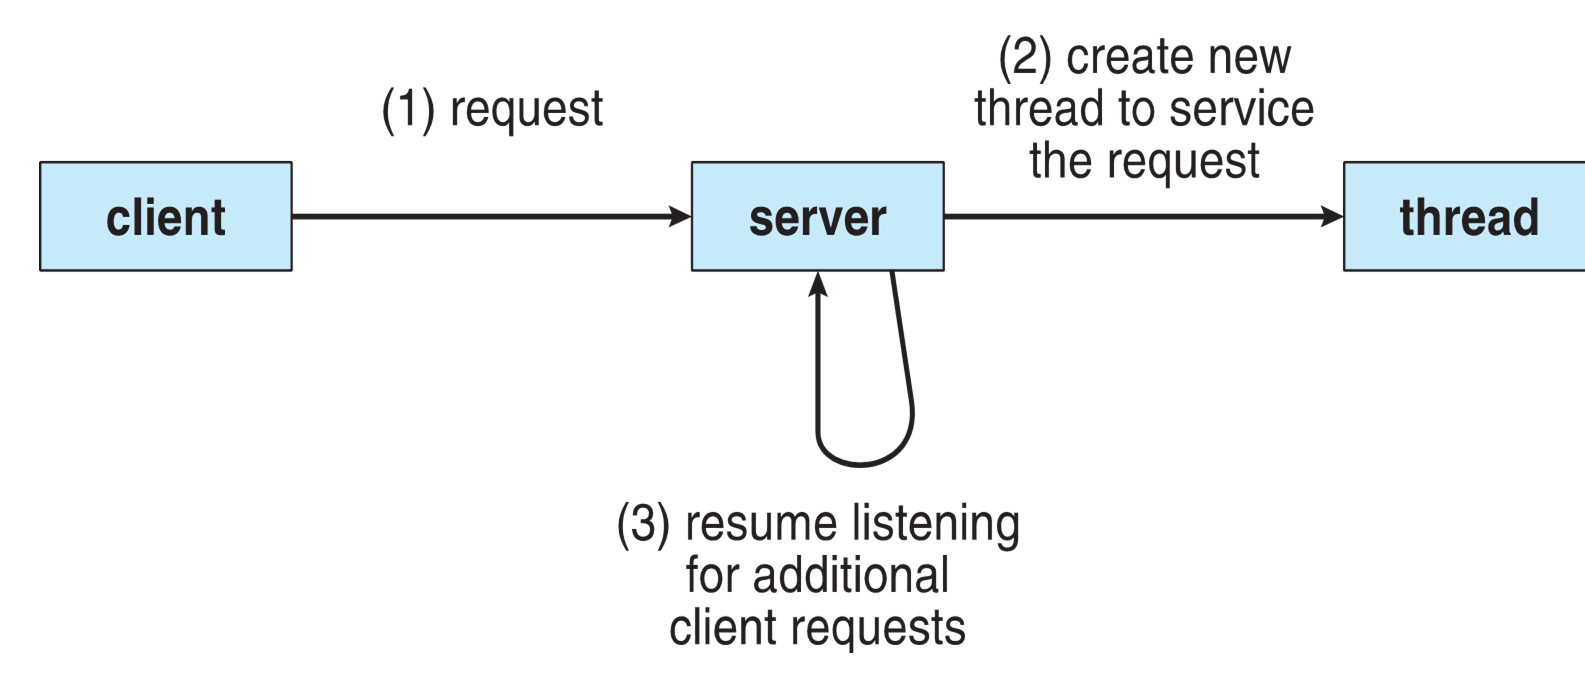 (1) request
(2) create new
thread to service
the request
client
server
thread
(3) resume listening
for additional
client requests